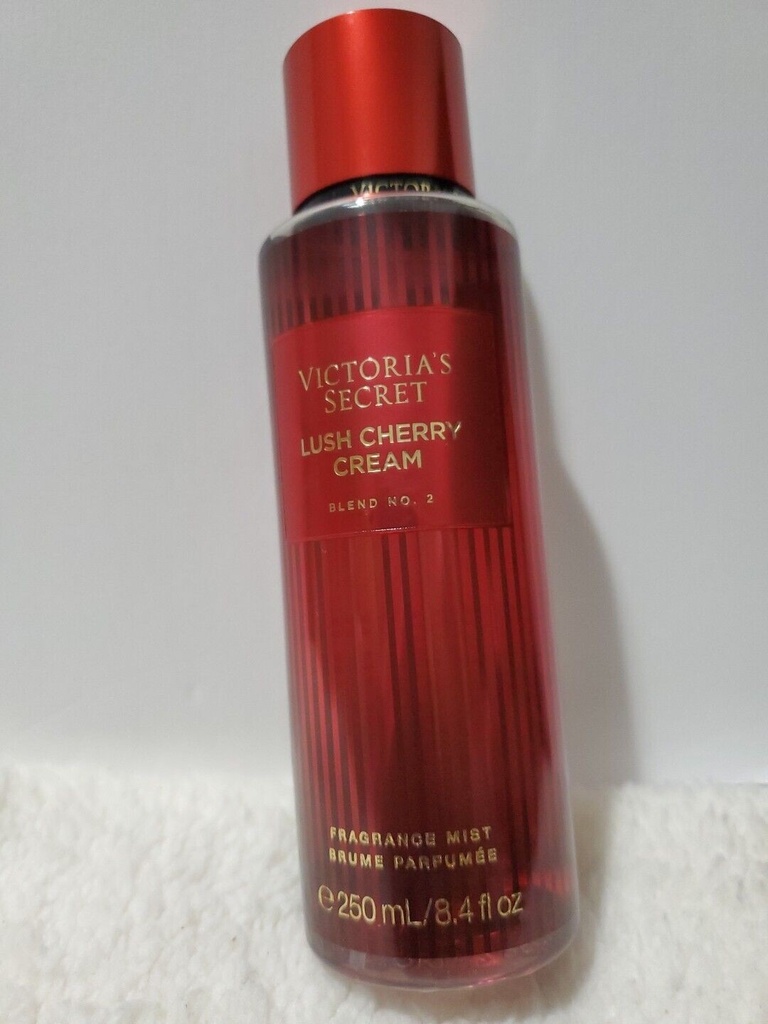 VICTORIA'S
SECRET
LUSH CHERRY
CREAM
BLEND NO. 2
FRAGRANCE MIST
BRUME PARFUMÉE
℮ 250 mL/8.4 fl oz